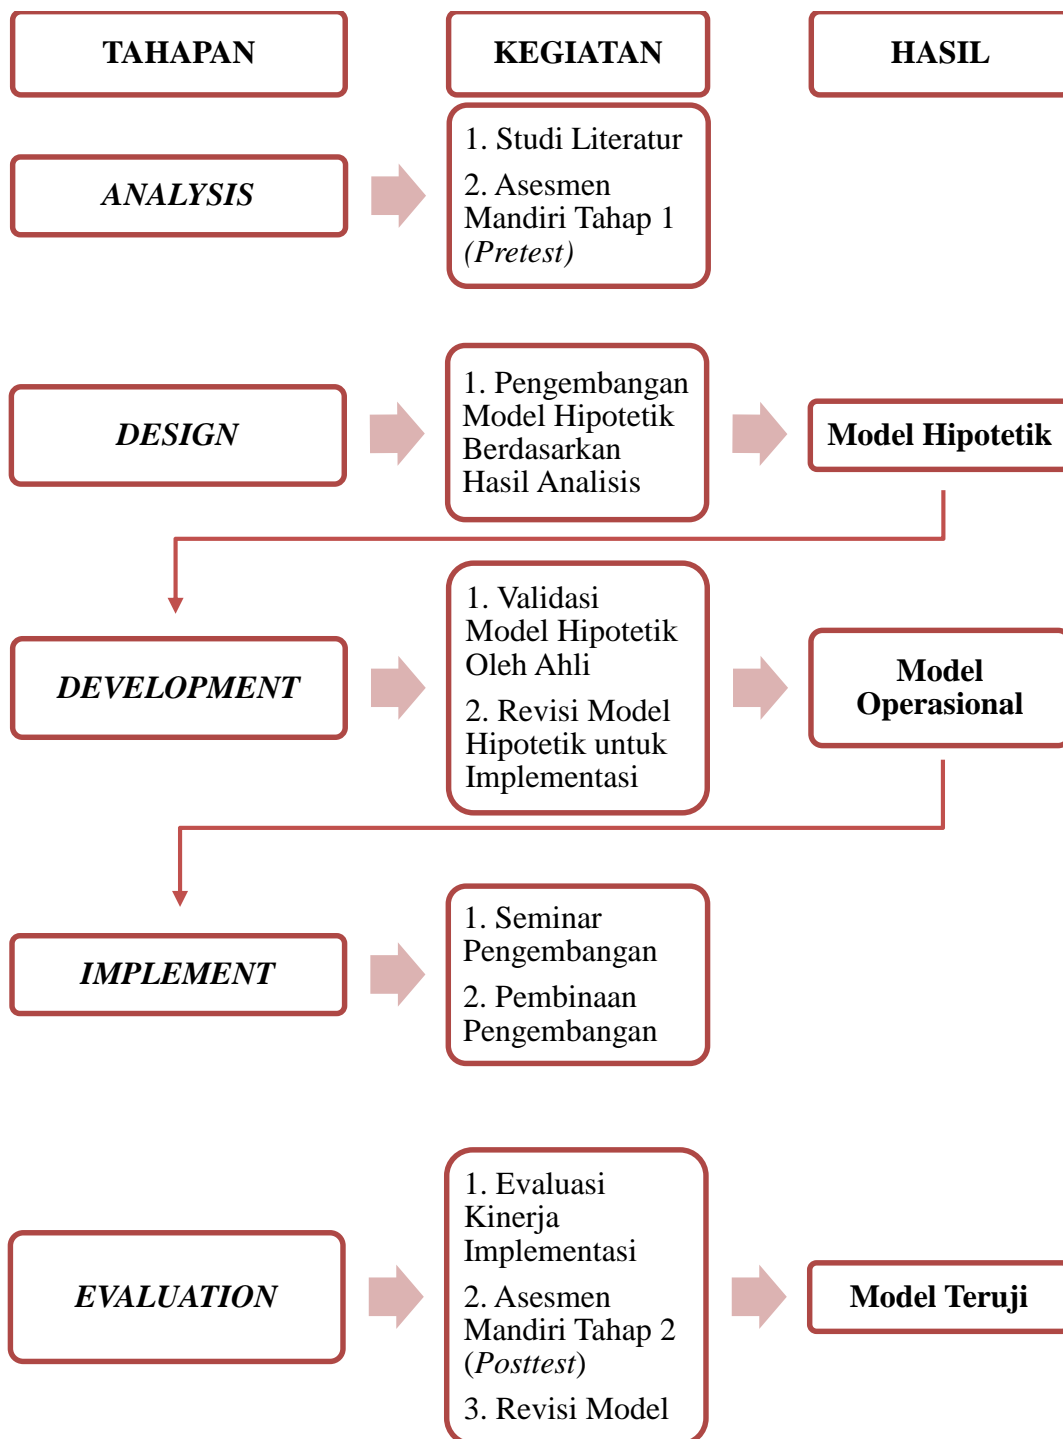 TAHAPAN
KEGIATAN
HASIL
ANALYSIS
1. Studi Literatur
2. Asesmen
Mandiri Tahap 1
(Pretest)
DESIGN
1. Pengembangan
Model Hipotetik
Berdasarkan
Hasil Analisis
Model Hipotetik
DEVELOPMENT
1. Validasi
Model Hipotetik
Oleh Ahli
2. Revisi Model
Hipotetik untuk
Implementasi
Model
Operasional
IMPLEMENT
1. Seminar
Pengembangan
2. Pembinaan
Pengembangan
EVALUATION
1. Evaluasi
Kinerja
Implementasi
2. Asesmen
Mandiri Tahap 2
(Posttest)
3. Revisi Model
Model Teruji